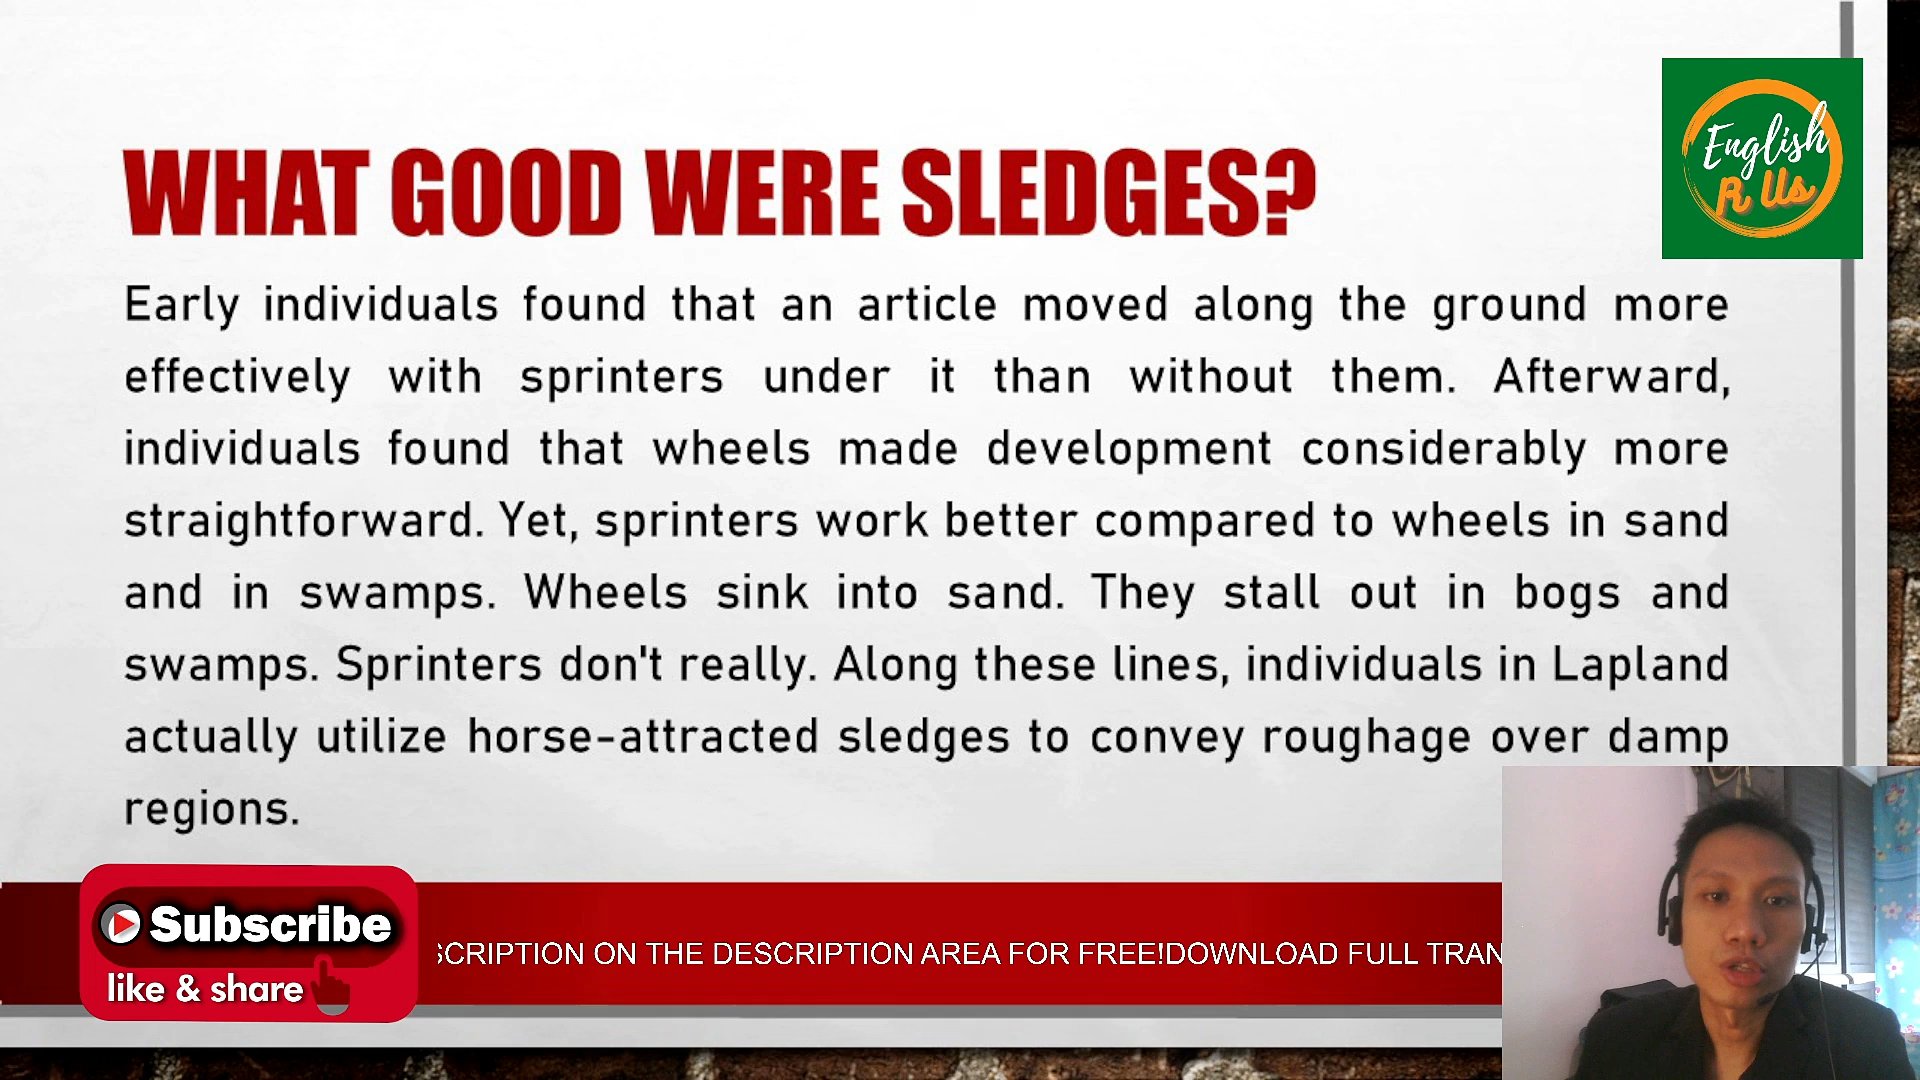 English
R Us
WHAT GOOD WERE SLEDGES?
Early individuals found that an article moved along the ground more
effectively with sprinters under it than without them. Afterward,
individuals found that wheels made development considerably more
straightforward. Yet, sprinters work better compared to wheels in sand
and in swamps. Wheels sink into sand. They stall out in bogs and
swamps. Sprinters don't really. Along these lines, individuals in Lapland
actually utilize horse-attracted sledges to convey roughage over damp
regions.
Subscribe
like & share
SCRIPTION ON THE DESCRIPTION AREA FOR FREE!DOWNLOAD FULL TRAN